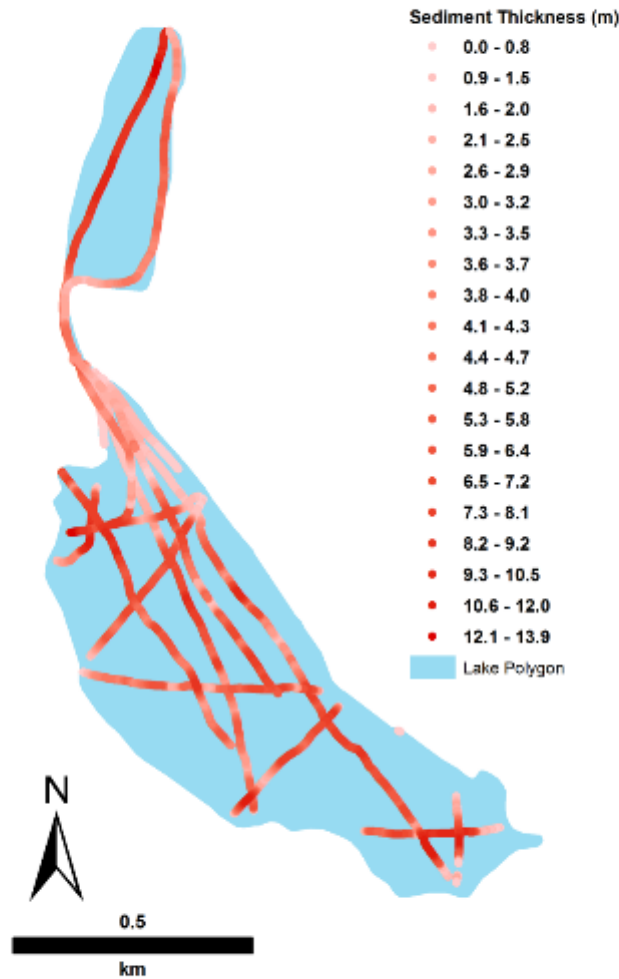 Sediment Thickness (m)
0.0 - 0.8
0.9 - 1.5
1.6 - 2.0
2.1 - 2.5
2.6 - 2.9
3.0 - 3.2
3.3 - 3.5
3.6 - 3.7
3.8 - 4.0
4.1 - 4.3
4.4 - 4.7
4.8 - 5.2
5.3 - 5.8
5.9 - 6.4
6.5 - 7.2
7.3 - 8.1
8.2 - 9.2
9.3 - 10.5
10.6 - 12.0
12.1 - 13.9
Lake Polygon
N
0.5
km